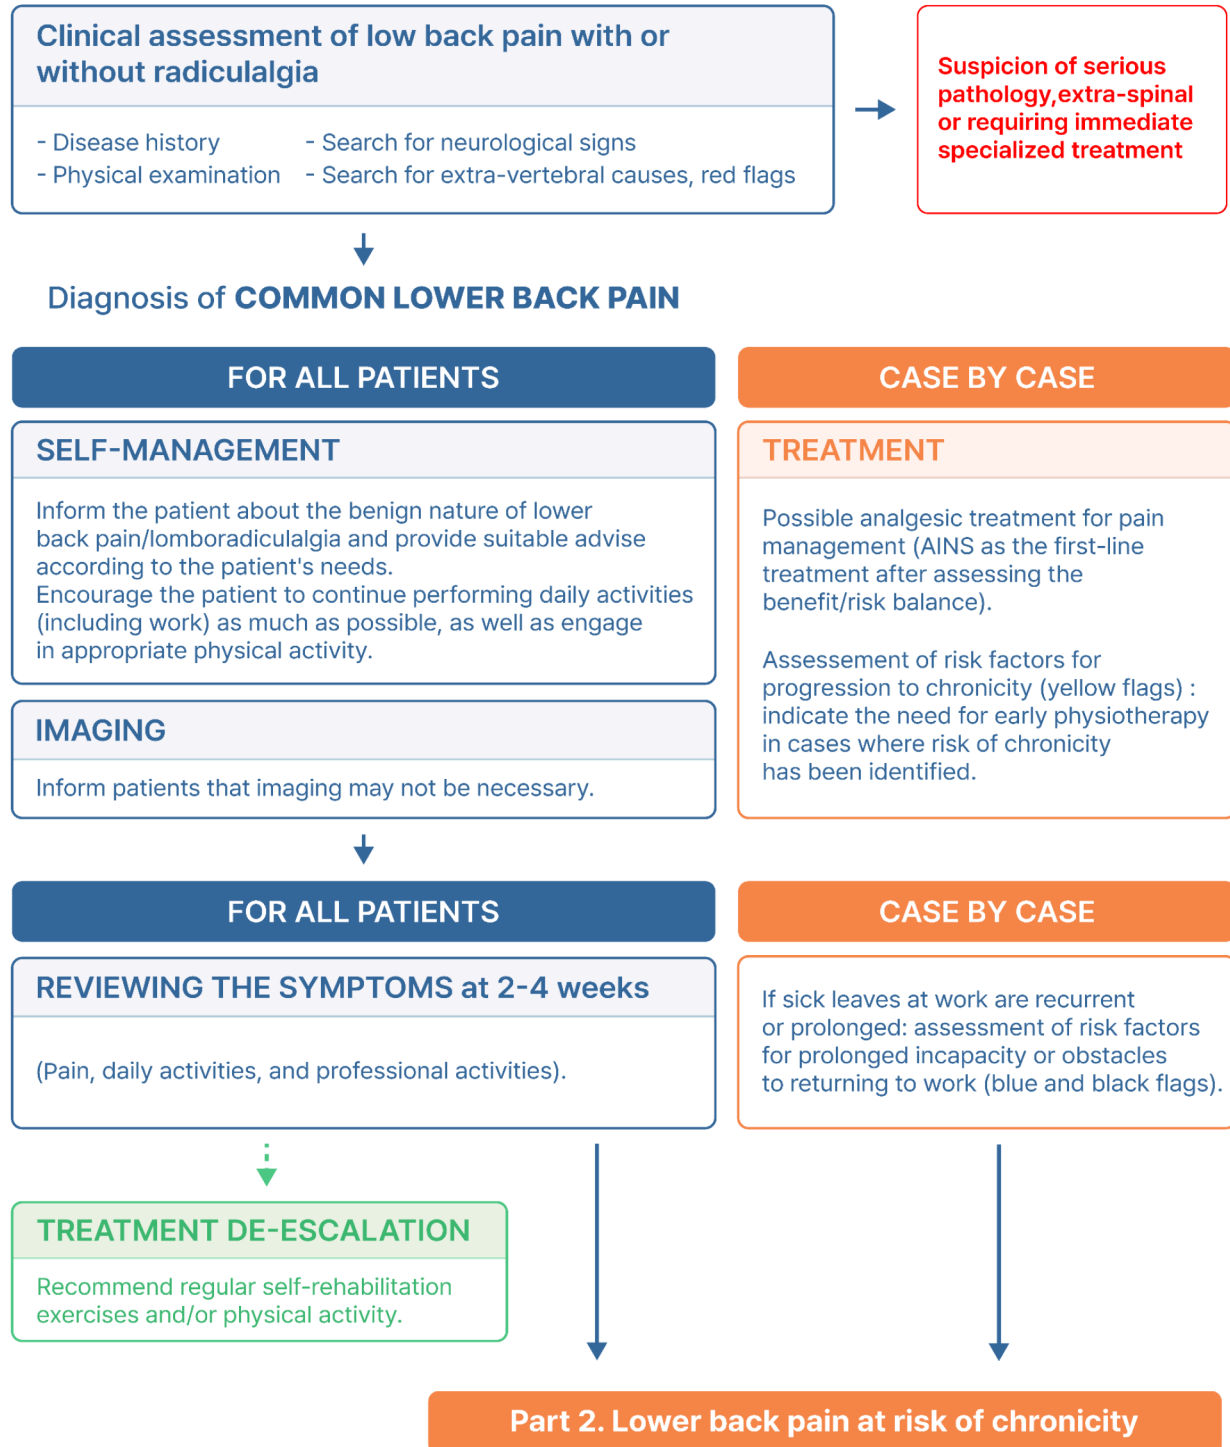 Clinical assessment of low back pain with or
without radiculalgia
- Disease history
- Physical examination
- Search for neurological signs
- Search for extra-vertebral causes, red flags
Suspicion of serious
pathology,extra-spinal
or requiring immediate
specialized treatment
Diagnosis of COMMON LOWER BACK PAIN
FOR ALL PATIENTS
SELF-MANAGEMENT
Inform the patient about the benign nature of lower
back pain/lomboradiculalgia and provide suitable advise
according to the patient's needs.
Encourage the patient to continue performing daily activities
(including work) as much as possible, as well as engage
in appropriate physical activity.
IMAGING
Inform patients that imaging may not be necessary.
CASE BY CASE
TREATMENT
Possible analgesic treatment for pain
management (AINS as the first-line
treatment after assessing the
benefit/risk balance).
Assessement of risk factors for
progression to chronicity (yellow flags) :
indicate the need for early physiotherapy
in cases where risk of chronicity
has been identified.
FOR ALL PATIENTS
REVIEWING THE SYMPTOMS at 2-4 weeks
(Pain, daily activities, and professional activities).
CASE BY CASE
If sick leaves at work are recurrent
or prolonged: assessment of risk factors
for prolonged incapacity or obstacles
to returning to work (blue and black flags).
TREATMENT DE-ESCALATION
Recommend regular self-rehabilitation
exercises and/or physical activity.
Part 2. Lower back pain at risk of chronicity